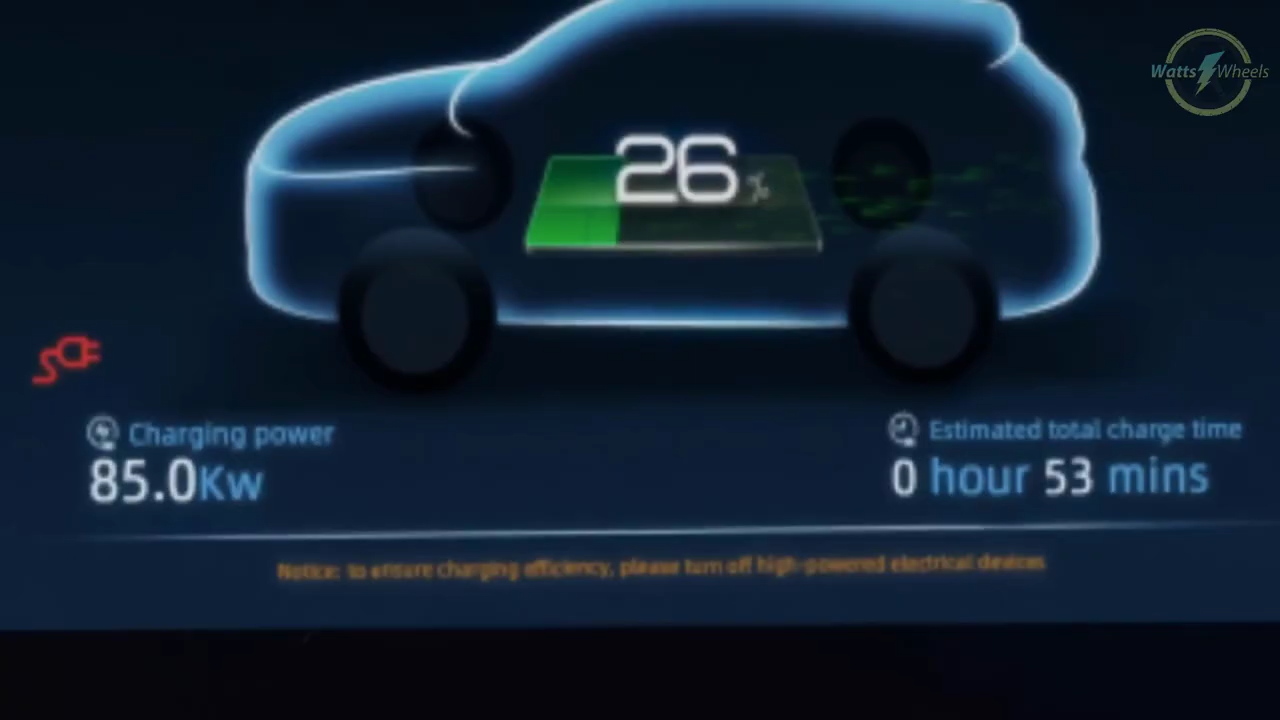 Watts Wheels
26%
Charging power
85.0Kw
Estimated total charge time
0 hour 53 mins
Notice: to ensure charging efficiency, please turn off high-powered electrical devices